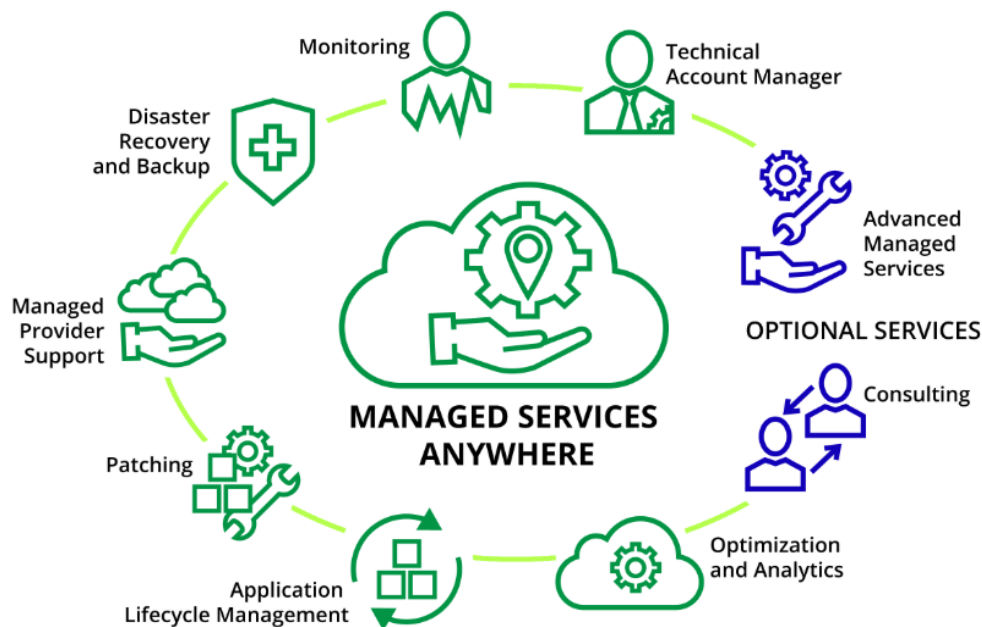 Monitoring
Technical
Account Manager
Disaster
Recovery
and Backup
Advanced
Managed
Services
Managed
Provider
Support
OPTIONAL SERVICES
Consulting
MANAGED SERVICES
ANYWHERE
Patching
Optimization
and Analytics
Application
Lifecycle Management